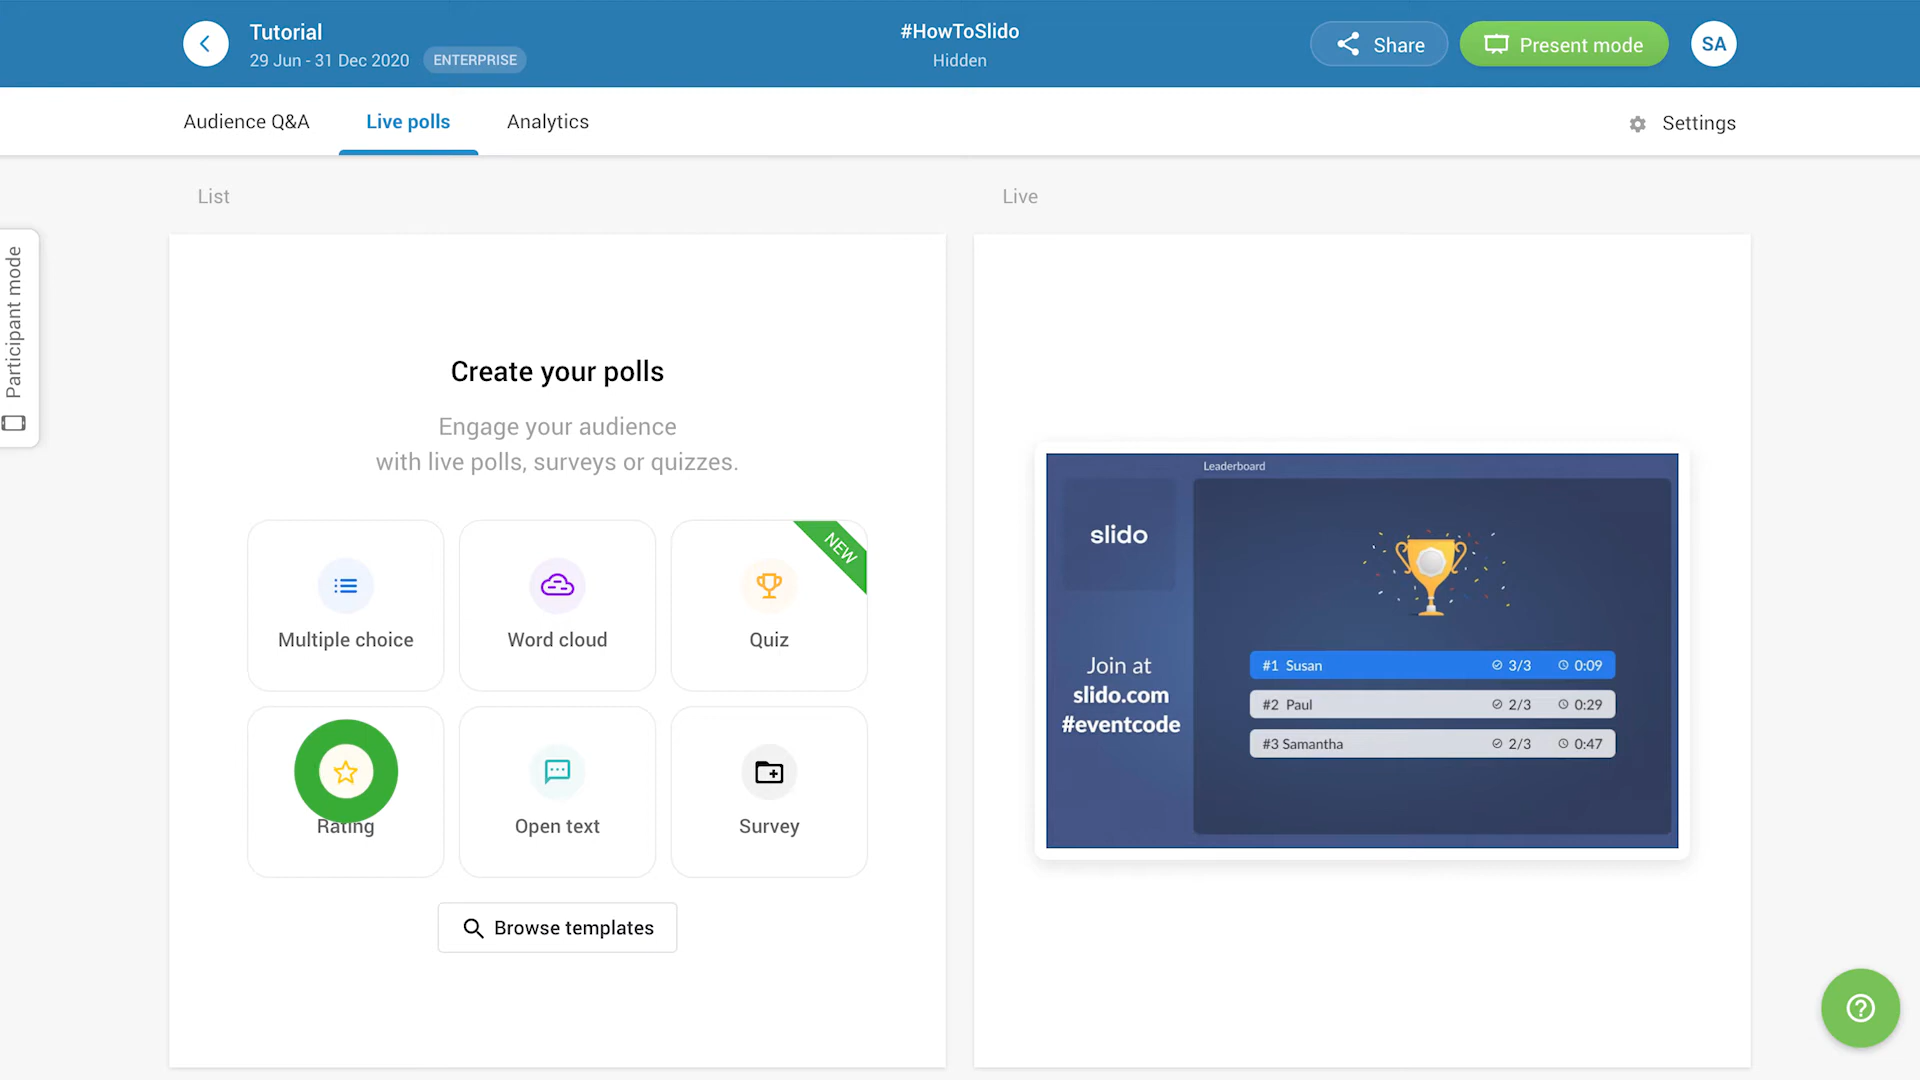 Tutorial
29 Jun - 31 Dec 2020 ENTERPRISE
#HowToSlido
Hidden
Share
Present mode
SA
Audience Q&A
Live polls
Analytics
Settings
Participant mode
List
Create your polls
Engage your audience
with live polls, surveys or quizzes.
Multiple choice
Word cloud
NEW
Quiz
Rating
Open text
Survey
Browse templates
Live
Leaderboard
slido
Join at
slido.com
#eventcode
#1 Susan 3/3 0:09
#2 Paul 2/3 0:29
#3 Samantha 2/3 0:47